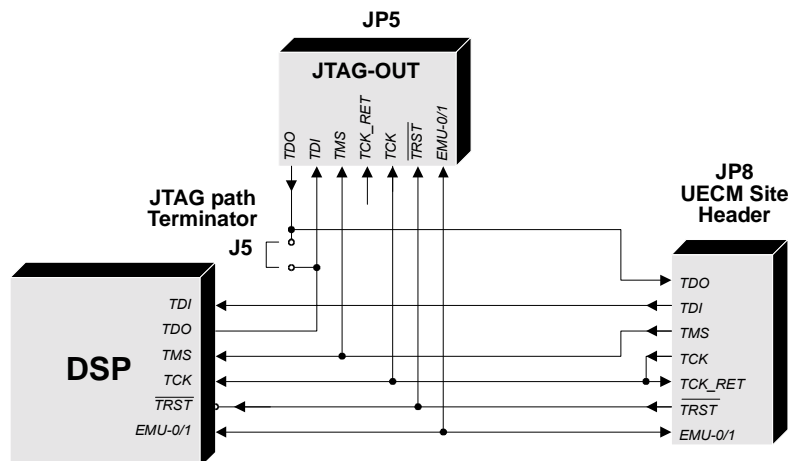 JP5
JTAG-OUT
TDO
TDI
TMS
TCK_RET
TCK
TRST
EMU-0/1
JTAG path
Terminator
J5
JP8
UECM Site
Header
DSP
TDI
TDO
TMS
TCK
TRST
EMU-0/1
TDO
TDI
TMS
TCK
TCK_RET
TRST
EMU-0/1